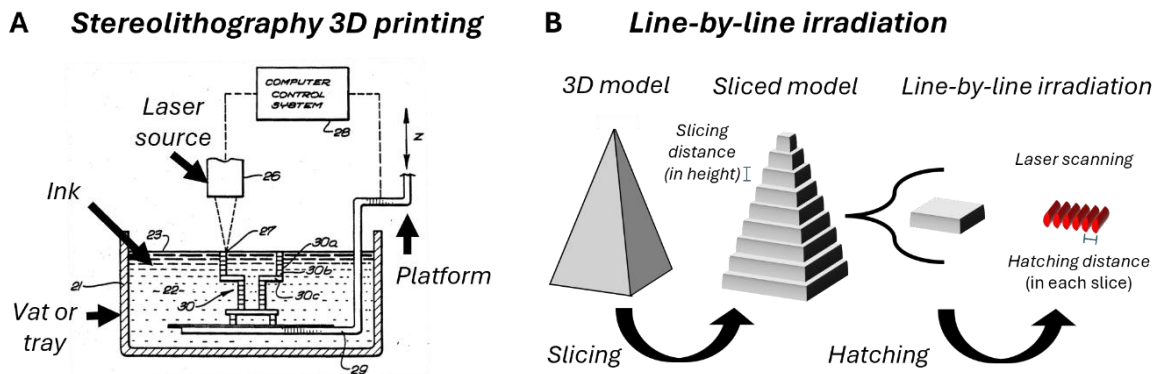 A Stereolithography 3D printing
COMPUTER
CONTROL
SYSTEM
28
Z
Laser
source
26
Ink
23
27
30a
30b
30c
Platform
21
22
30
Vat or
tray
29
B Line-by-line irradiation
3D model
Sliced model
Line-by-line irradiation
Slicing
distance
(in height)
Laser scanning
Hatching distance
(in each slice)
Slicing
Hatching